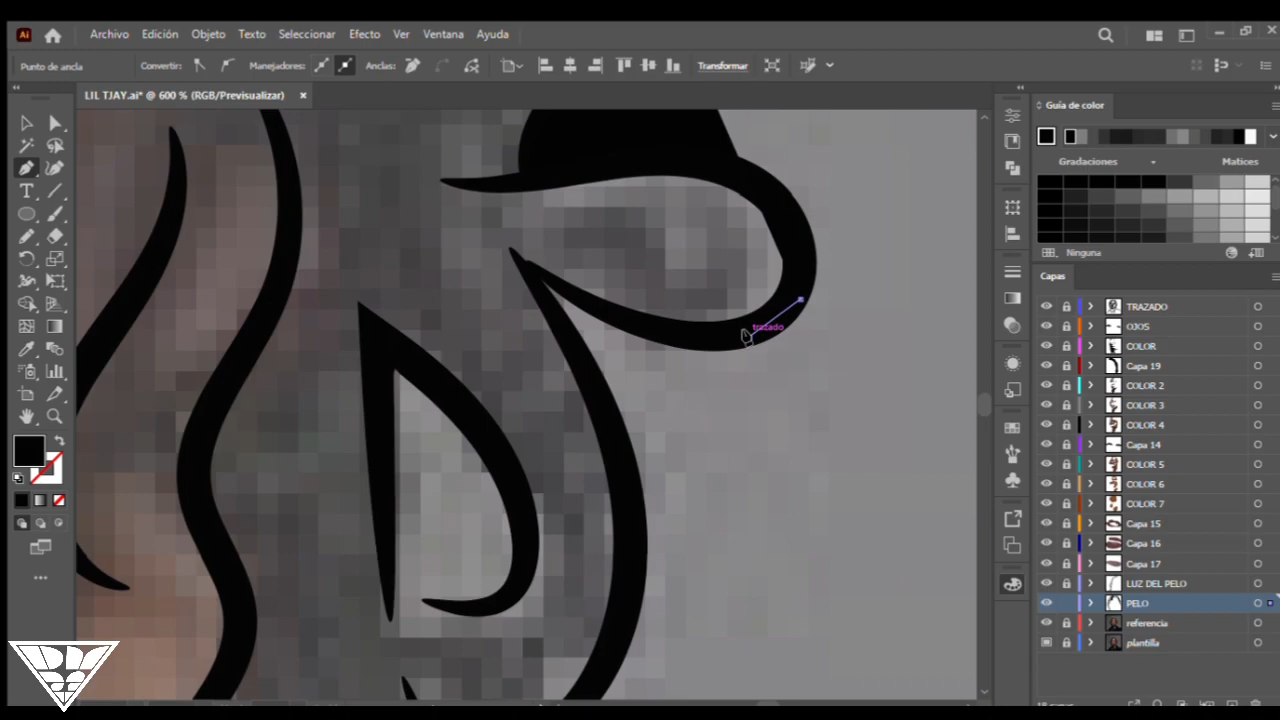 Ai
Archivo Edición Objeto Texto Seleccionar Efecto Ver Ventana Ayuda
Punto de ancla Convertir: Manejadores: Anclas: Transformar
LIL TJAY.ai* @ 600 % (RGB/Previsualizar)
Guía de color
Gradaciones Matices
Ninguna
Capas
TRAZADO
OJOS
COLOR
Capa 19
COLOR 2
COLOR 3
COLOR 4
Capa 14
COLOR 5
COLOR 6
COLOR 7
Capa 15
Capa 16
Capa 17
LUZ DEL PELO
PELO
referencia
plantilla
trazado